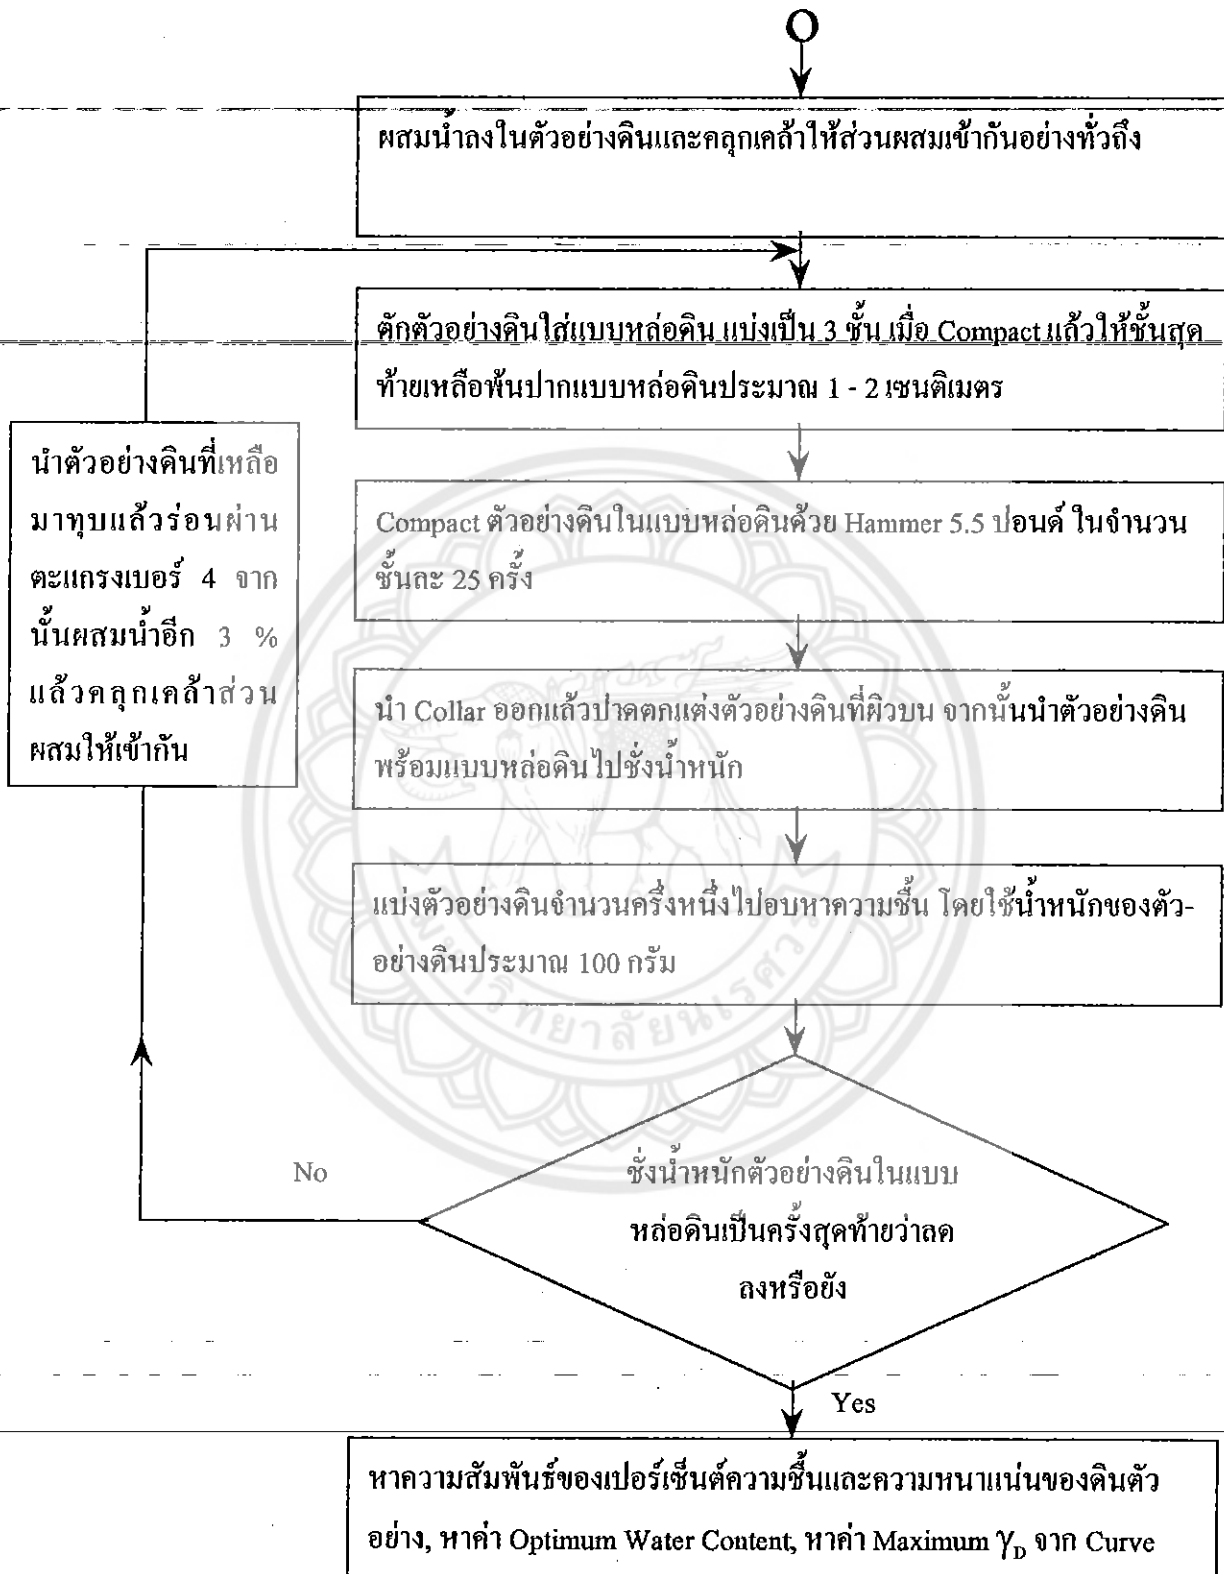 ผสมน้ำลงในตัวอย่างดินและคลุกเคล้าให้ส่วนผสมเข้ากันอย่างทั่วถึง
ตักตัวอย่างดินใส่แบบหล่อดิน แบ่งเป็น 3 ชั้น เมื่อ Compact แล้วให้ชั้นสุด
ท้ายเหลือพ้นปากแบบหล่อดินประมาณ 1 - 2 เซนติเมตร
นำตัวอย่างดินที่เหลือ
มาทุบแล้วร่อนผ่าน
ตะแกรงเบอร์ 4 จาก
นั้นผสมน้ำอีก 3 %
แล้วคลุกเคล้าส่วน
ผสมให้เข้ากัน
Compact ตัวอย่างดินในแบบหล่อดินด้วย Hammer 5.5 ปอนด์ ในจำนวน
ชั้นละ 25 ครั้ง
นำ Collar ออกแล้วปาดตกแต่งตัวอย่างดินที่ผิวบน จากนั้นนำตัวอย่างดิน
พร้อมแบบหล่อดินไปชั่งน้ำหนัก
แบ่งตัวอย่างดินจำนวนครึ่งหนึ่งไปอบหาความชื้น โดยใช้น้ำหนักของตัว-
อย่างดินประมาณ 100 กรัม
มหาวิทยาลัยนเรศวร
No
ชั่งน้ำหนักตัวอย่างดินในแบบ
หล่อดินเป็นครั้งสุดท้ายว่าลด
ลงหรือยัง
Yes
หาความสัมพันธ์ของเปอร์เซ็นต์ความชื้นและความหนาแน่นของดินตัว
อย่าง, หาค่า Optimum Water Content, หาค่า Maximum γ_D จาก Curve